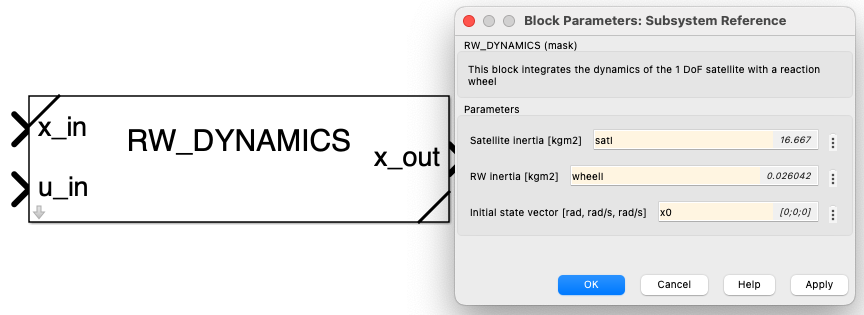 x_in
u_in
RW_DYNAMICS
x_out
Block Parameters: Subsystem Reference
RW_DYNAMICS (mask)
This block integrates the dynamics of the 1 DoF satellite with a reaction
wheel
Parameters
Satellite inertia [kgm2] satI 16.667
RW inertia [kgm2] wheelI 0.026042
Initial state vector [rad, rad/s, rad/s] x0 [0;0;0]
OK Cancel Help Apply